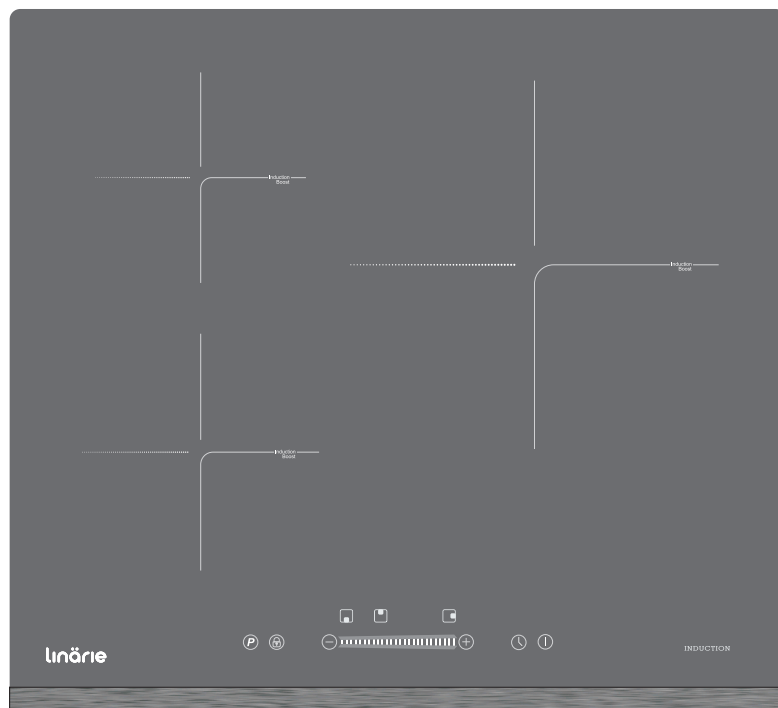 Induction
Boost
Induction
Boost
Induction
Boost
P
linärie
INDUCTION